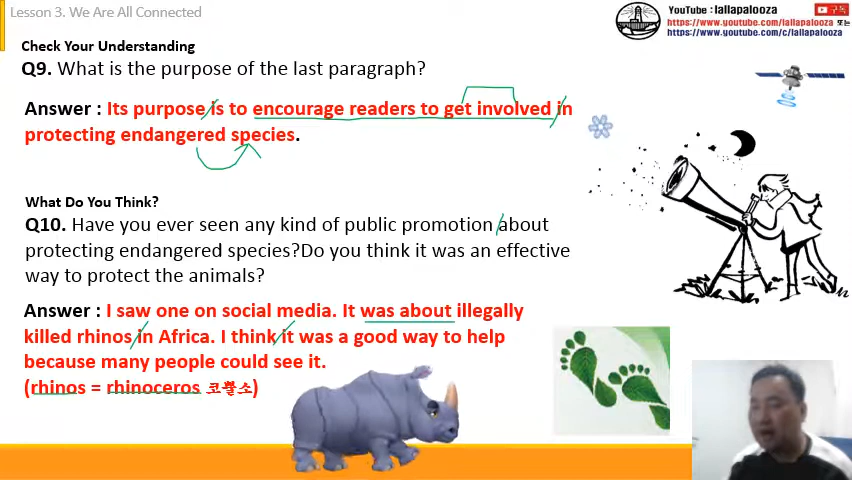 Lesson 3. We Are All Connected
YouTube : lallapalooza
구독
https://www.youtube.com/lallapalooza 또는
https://www.youtube.com/c/lallapalooza
Check Your Understanding
Q9. What is the purpose of the last paragraph?
Answer : Its purpose is to encourage readers to get involved in
protecting endangered species.
What Do You Think?
Q10. Have you ever seen any kind of public promotion about
protecting endangered species?Do you think it was an effective
way to protect the animals?
Answer : I saw one on social media. It was about illegally
killed rhinos in Africa. I think it was a good way to help
because many people could see it.
(rhinos = rhinoceros 코뿔소)